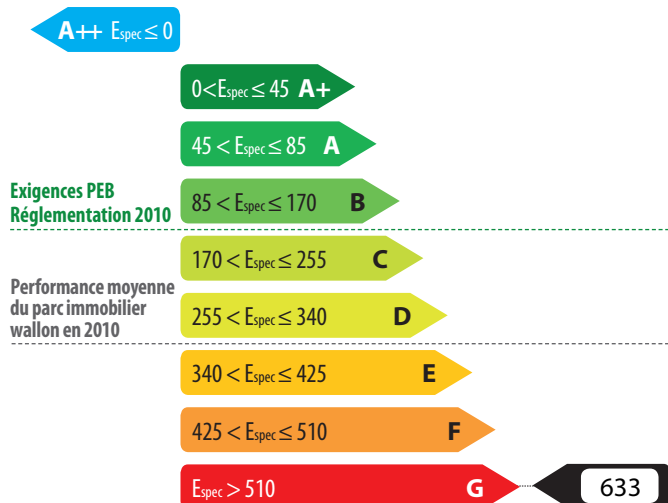 A++ Espec ≤ 0
0<Espec ≤ 45 A+
45 < Espec ≤ 85 A
Exigences PEB
Réglementation 2010
85 < Espec ≤ 170 B
170 < Espec ≤ 255 C
Performance moyenne
du parc immobilier
wallon en 2010
255 < Espec ≤ 340 D
340 < Espec ≤ 425 E
425 < Espec ≤ 510 F
Espec > 510 G
633